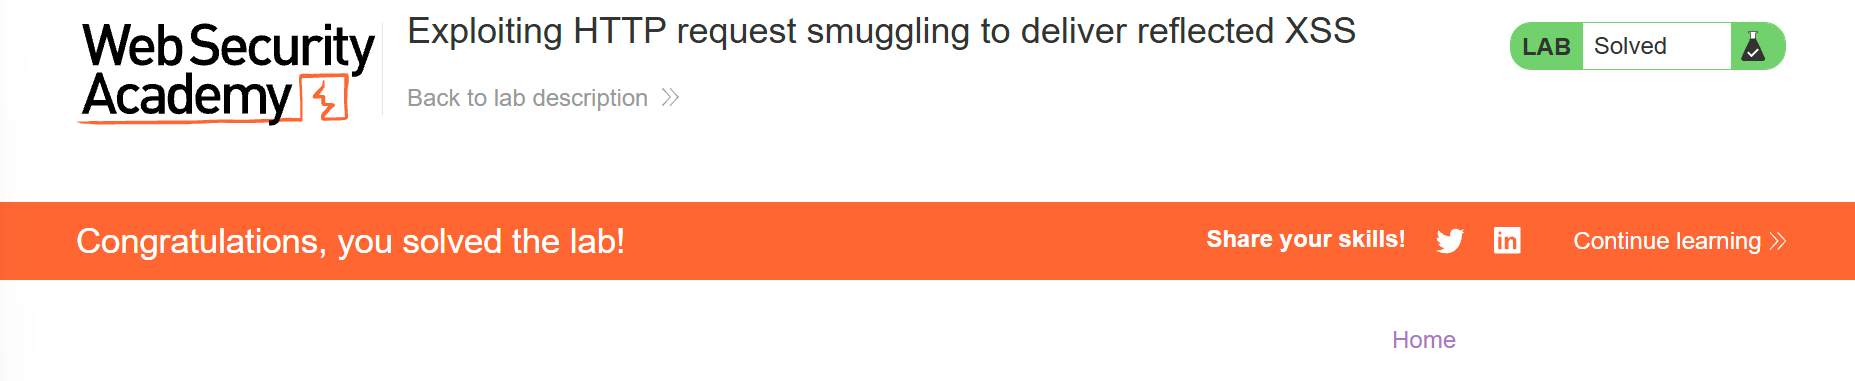 Web Security
Academy
Exploiting HTTP request smuggling to deliver reflected XSS
Back to lab description
LAB Solved
Congratulations, you solved the lab!
Share your skills!
Continue learning
Home